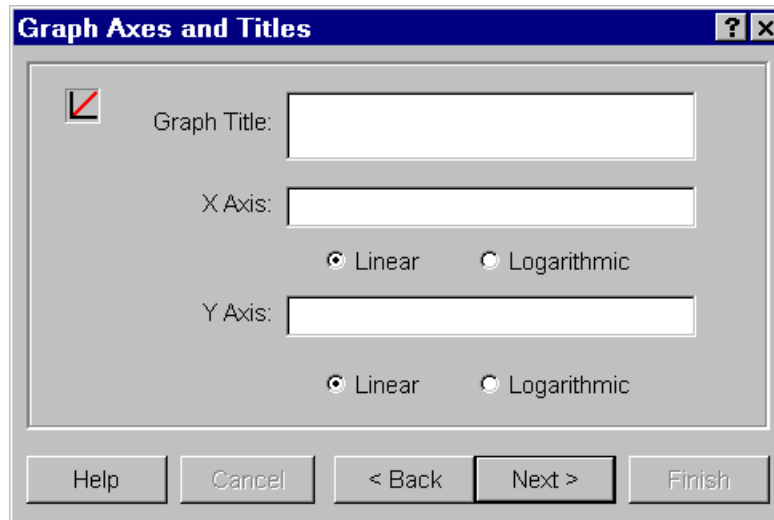 Graph Axes and Titles
Graph Title:
X Axis:
Linear Logarithmic
Y Axis:
Linear Logarithmic
Help Cancel < Back Next > Finish